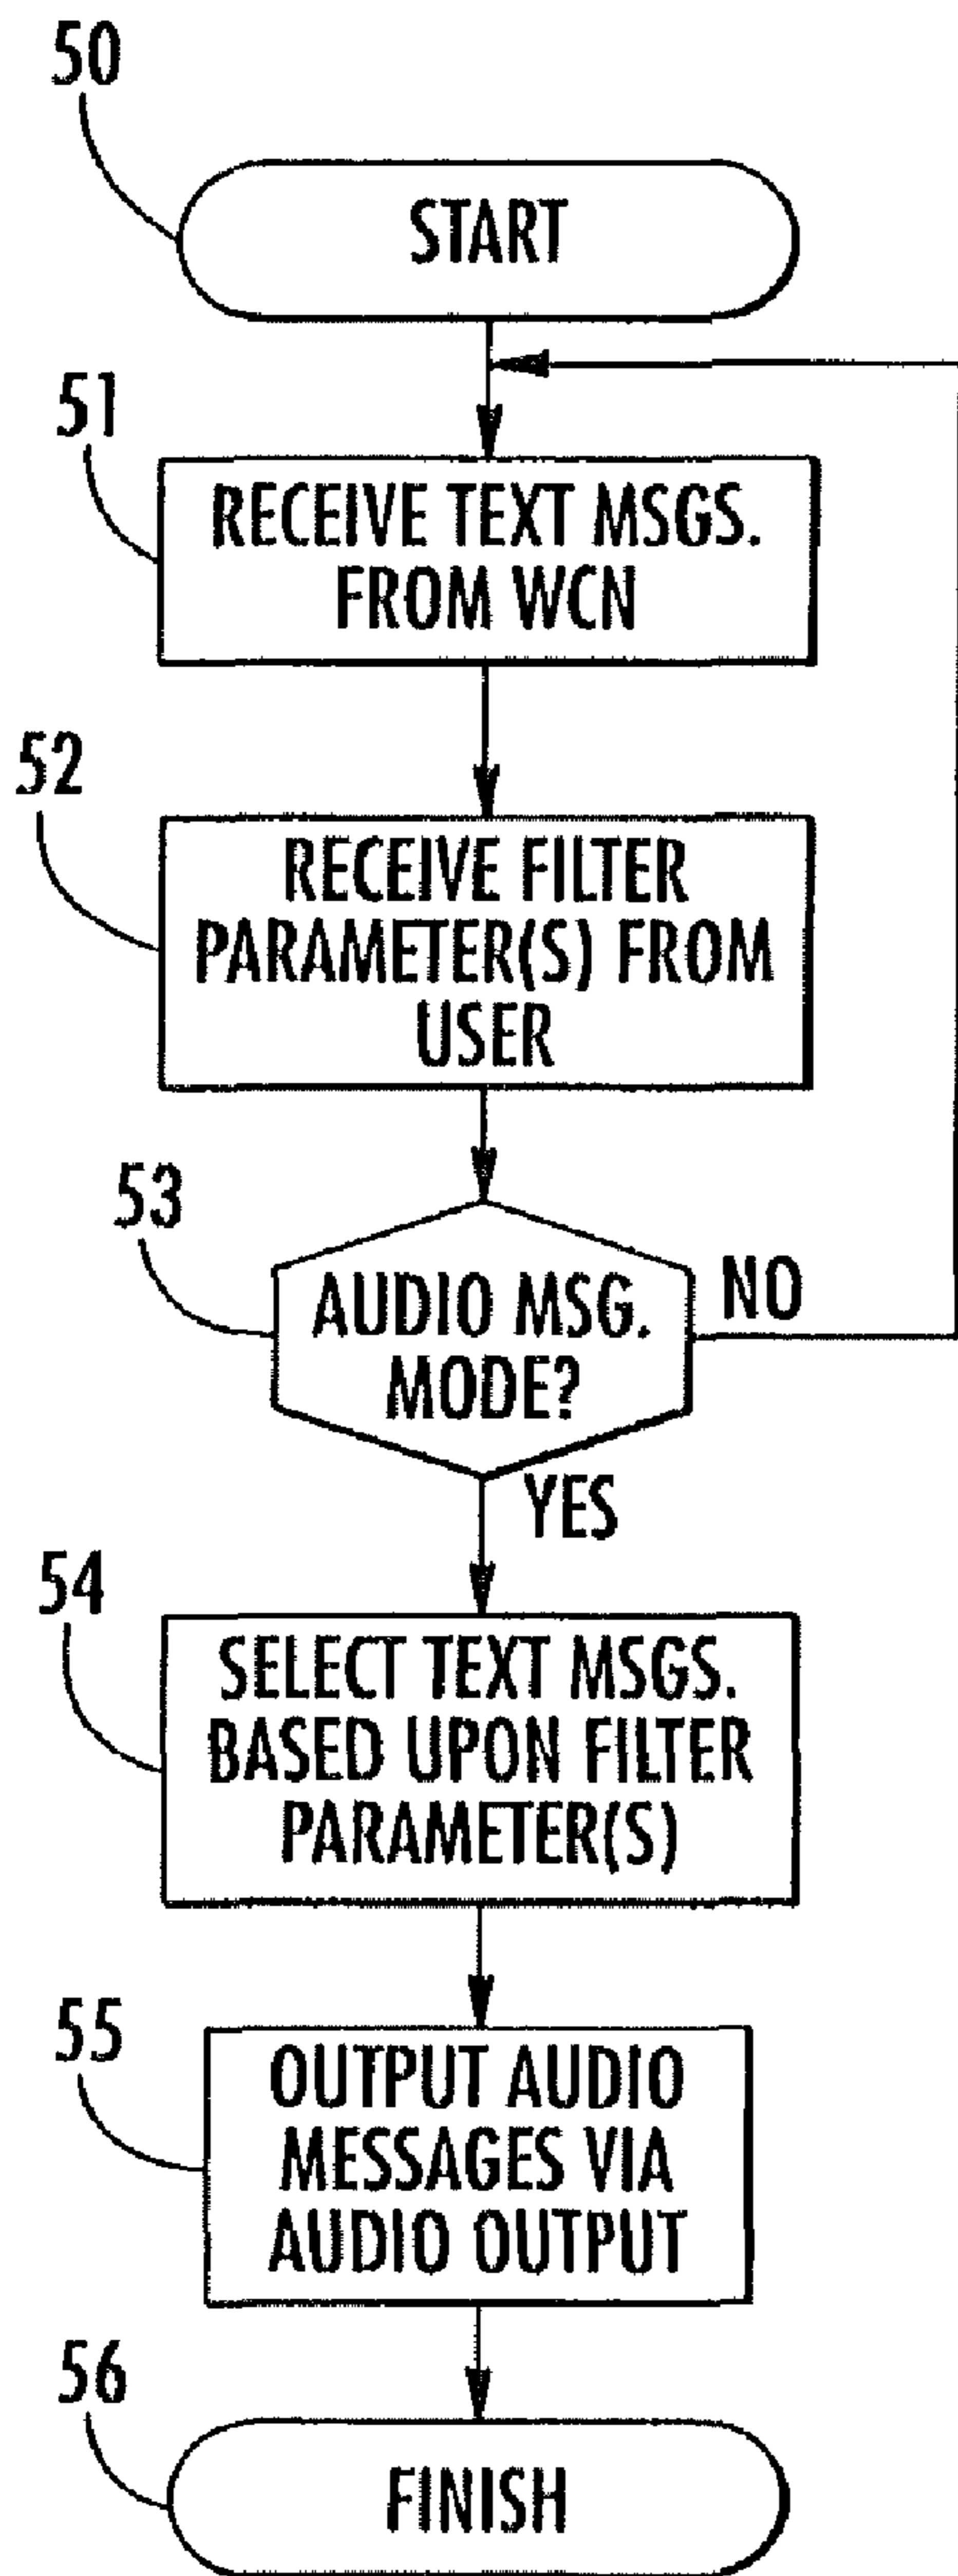 50
START
51
RECEIVE TEXT MSGS.
FROM WCN
52
RECEIVE FILTER
PARAMETER(S) FROM
USER
53
AUDIO MSG.
MODE?
NO
YES
54
SELECT TEXT MSGS.
BASED UPON FILTER
PARAMETER(S)
55
OUTPUT AUDIO
MESSAGES VIA
AUDIO OUTPUT
56
FINISH